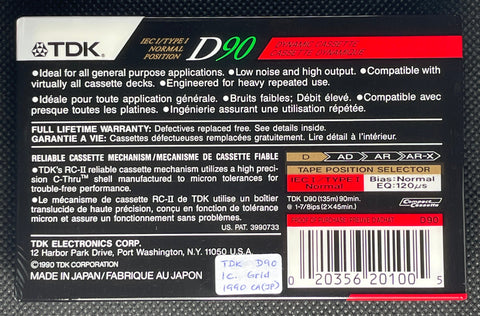 TDK® IEC I/TYPE I D90 DYNAMIC CASSETTE
NORMAL CASSETTE DYNAMIQUE
POSITION
•Ideal for all general purpose applications. •Low noise and high output. •Compatible with
virtually all cassette decks. •Engineered for heavy repeated use.
•Idéale pour toute application générale. •Bruits faibles; Débit élevé. •Compatible avec
presque toutes les platines. •Ingénierie assurant une utilisation répétée.
FULL LIFETIME WARRANTY: Defectives replaced free. See details inside.
GARANTIE A VIE: Cassettes défectueuses remplacées gratuitement. Lire détail à l'intérieur.
RELIABLE CASSETTE MECHANISM/MECANISME DE CASSETTE FIABLE
•TDK's RC-II reliable cassette mechanism utilizes a high preci-
sion C-Thru™ shell manufactured to micron tolerances for
trouble-free performance.
•Le mécanisme de cassette RC-II de TDK utilise un boîtier
translucide de haute précision, conçu en fonction de tolérance
micron et assure un fonctionnement sans problèmes.
U.S. PAT. 3990733
TDK ELECTRONICS CORP.
12 Harbor Park Drive, Port Washington, N.Y. 11050 U.S.A.
©1990 TDK CORPORATION
MADE IN JAPAN/FABRIQUE AU JAPON
D AD AR AR-X
TAPE POSITION SELECTOR
IEC I/TYPE I Bias: Normal
Normal EQ:120μs
TDK D90 (135m) 90min.
@ 1-7/8ips (2×45min.)
Compact
Cassette
D90
0 20356 20100 5
TDK D90
1c. Grid
1990 CA(JP)